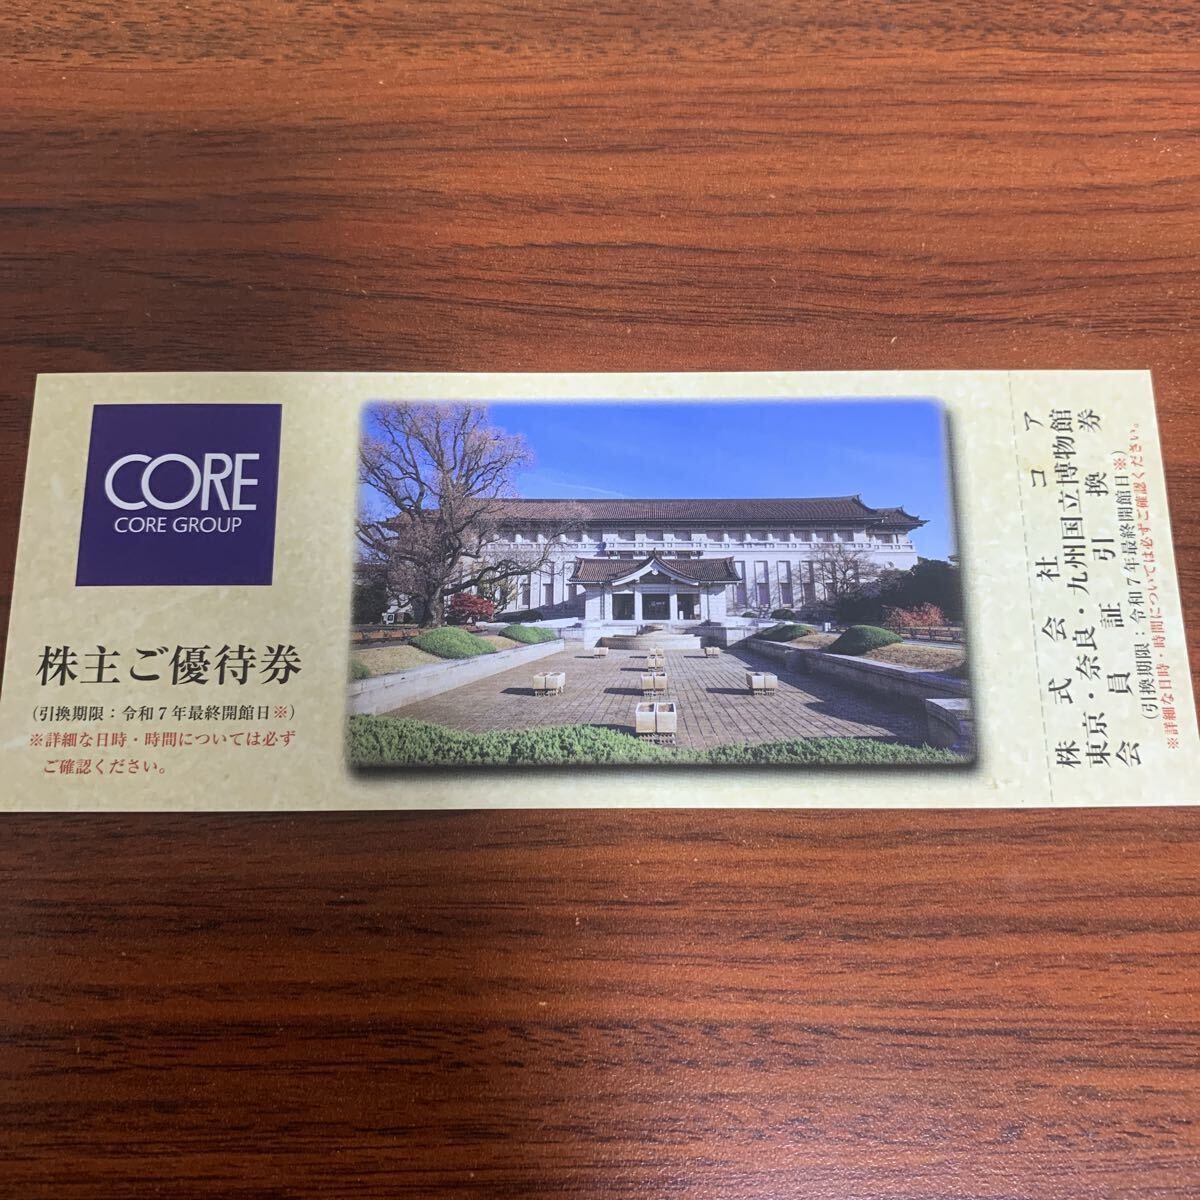 CORE
CORE GROUP
株主ご優待券
(引換期限：令和7年最終開館日※)
※詳細な日時・時間については必ず
ご確認ください。
株式会社コア
東京・奈良・九州国立博物館
会員証引換券
(引換期限：令和7年最終開館日※)
※詳細な日時・時間については必ずご確認ください。